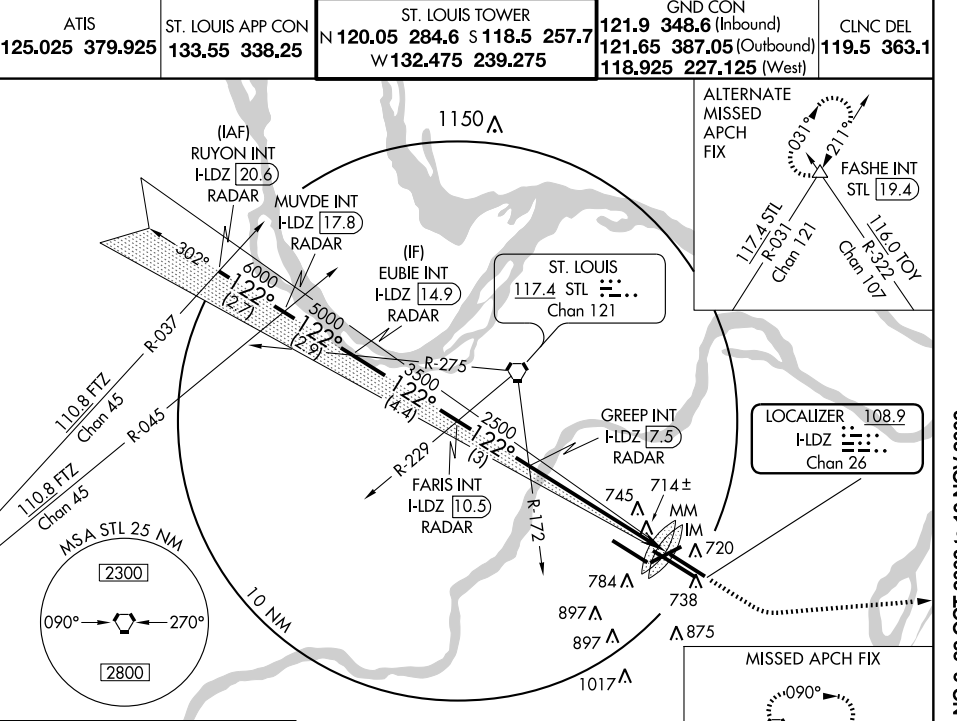 ATIS
125.025 379.925
ST. LOUIS APP CON
133.55 338.25
ST. LOUIS TOWER
N 120.05 284.6 S 118.5 257.7
W 132.475 239.275
GND CON
121.9 348.6 (Inbound)
121.65 387.05 (Outbound)
118.925 227.125 (West)
CLNC DEL
119.5 363.1
ALTERNATE
MISSED
APCH
FIX
031°
211°
FASHE INT
STL 19.4
117.4 STL
R-031
Chan 121
116.0 TOY
R-322
Chan 107
1150
(IAF)
RUYON INT
I-LDZ 20.6
RADAR
MUVDE INT
I-LDZ 17.8
RADAR
(IF)
EUBIE INT
I-LDZ 14.9
RADAR
ST. LOUIS
117.4 STL
Chan 121
302°
6000
122°
(2.7)
5000
122°
(2.9)
3500
122°
(4.4)
2500
122°
(3)
R-037
110.8 FTZ
Chan 45
R-045
110.8 FTZ
Chan 45
R-275
R-229
R-172
FARIS INT
I-LDZ 10.5
RADAR
GREEP INT
I-LDZ 7.5
RADAR
LOCALIZER 108.9
I-LDZ
Chan 26
745
714±
MM
IM
720
784
738
897
897
875
1017
10 NM
MSA STL 25 NM
2300
090°
270°
2800
MISSED APCH FIX
090°